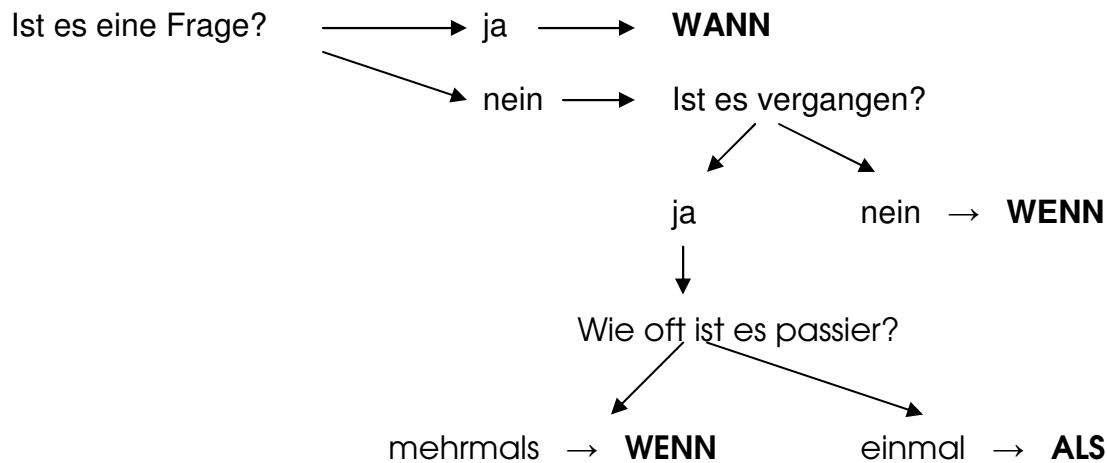 Ist es eine Frage? ja WANN
nein Ist es vergangen?
ja nein → WENN
Wie oft ist es passier?
mehrmals → WENN einmal → ALS